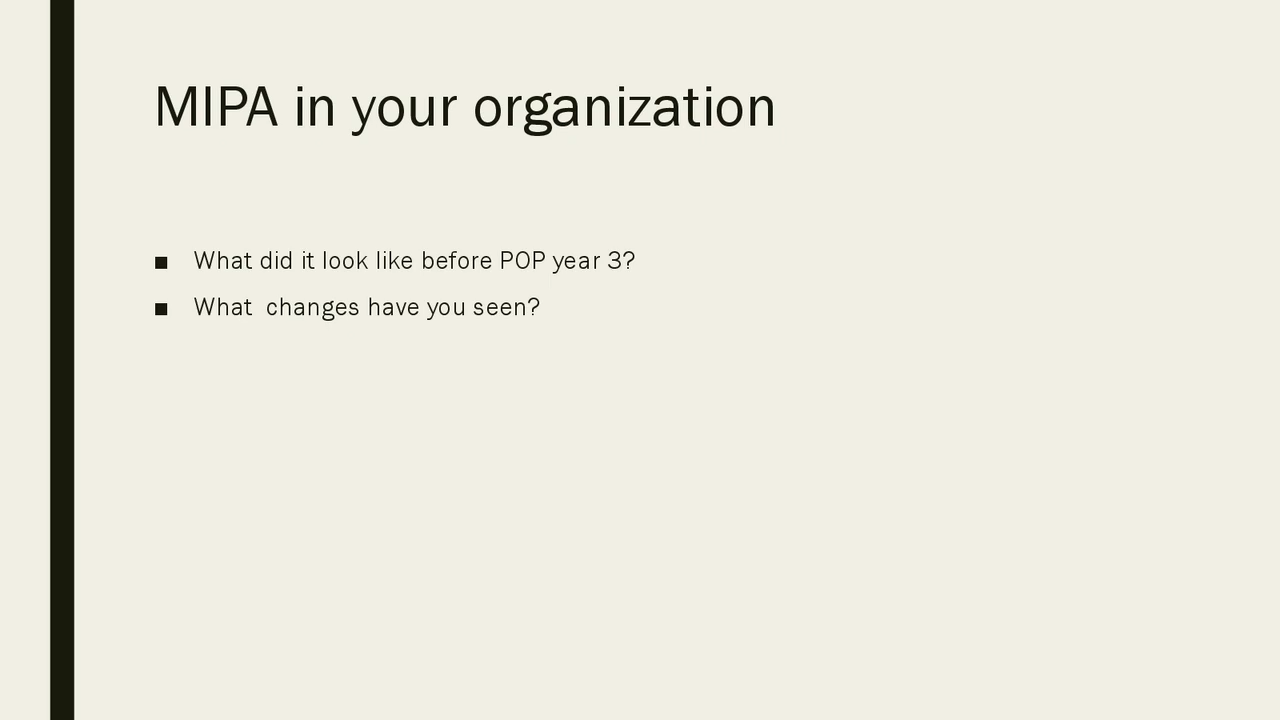 MIPA in your organization
■ What did it look like before POP year 3?
■ What  changes have you seen?